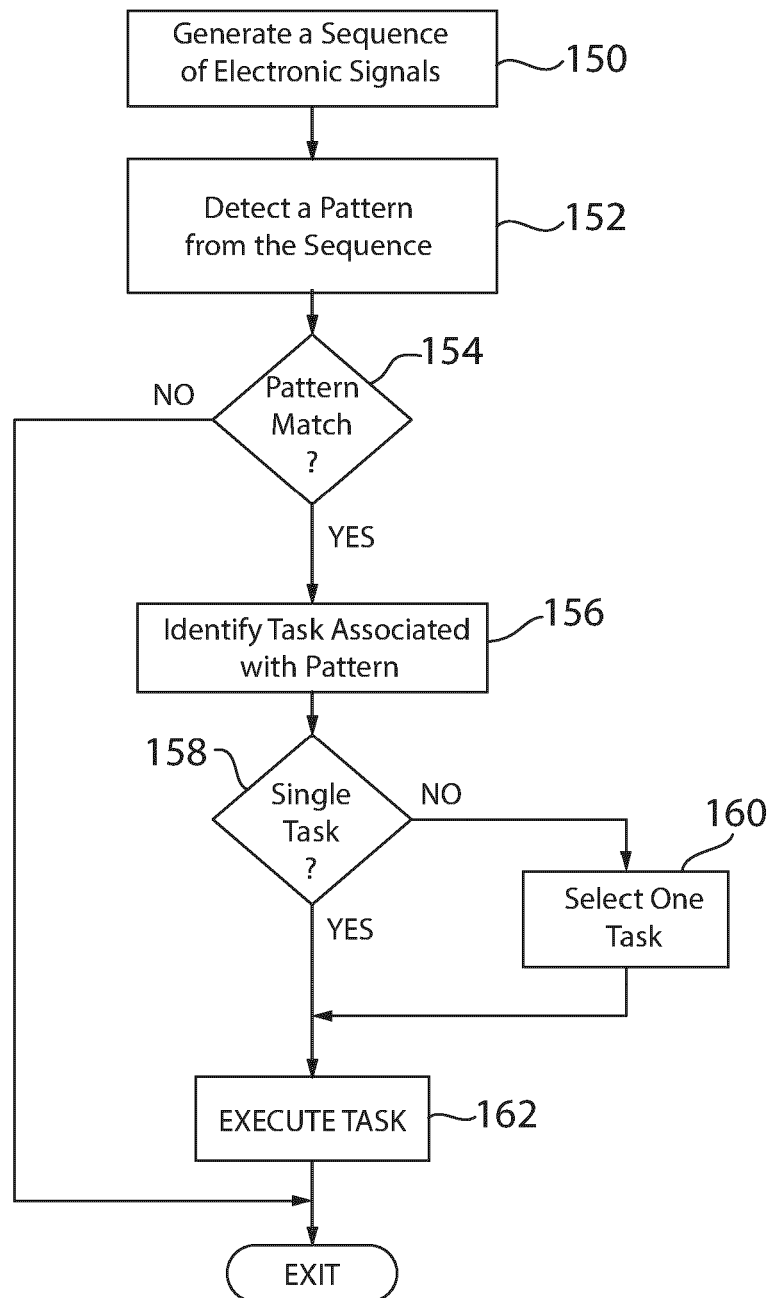 Generate a Sequence
of Electronic Signals
150
Detect a Pattern
from the Sequence
152
154
NO
Pattern
Match
?
YES
Identify Task Associated
with Pattern
156
158
Single
Task
?
NO
160
Select One
Task
YES
EXECUTE TASK
162
EXIT